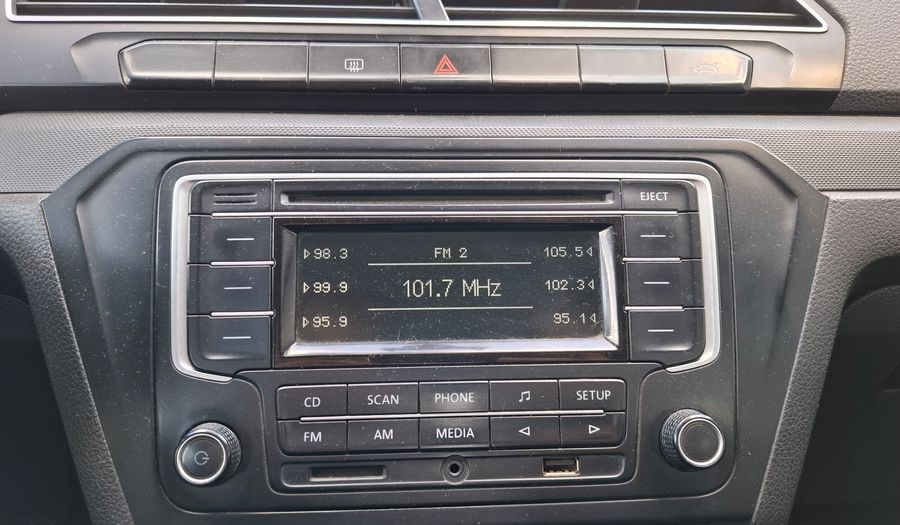 EJECT
98.3 FM 2 105.5
99.9 101.7 MHz 102.3
95.9 95.1
CD SCAN PHONE SETUP
FM AM MEDIA